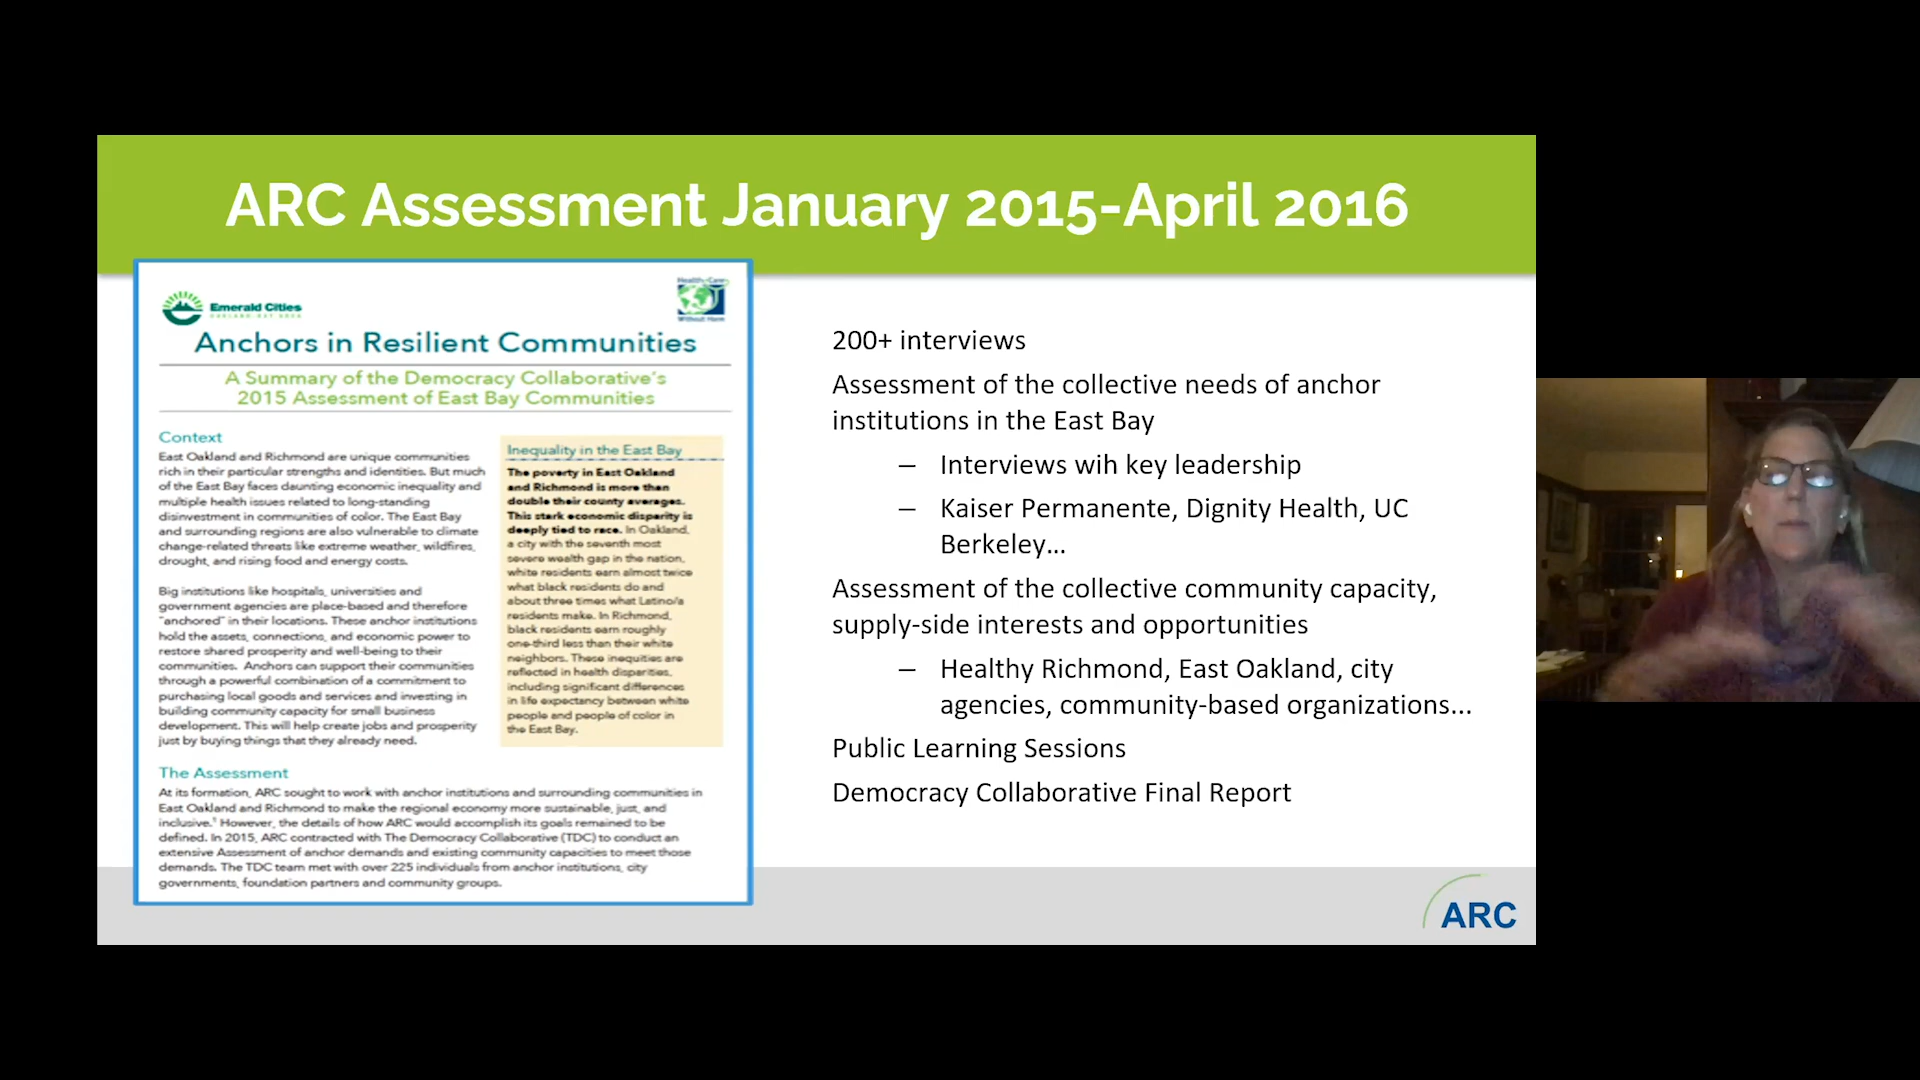 ARC Assessment January 2015-April 2016
Emerald Cities
Health Care
Without Harm
Anchors in Resilient Communities
A Summary of the Democracy Collaborative's
2015 Assessment of East Bay Communities
Context
East Oakland and Richmond are unique communities
rich in their particular strengths and identities. But much
of the East Bay faces daunting economic inequality and
multiple health issues related to long-standing
disinvestment in communities of color. The East Bay
and surrounding regions are also vulnerable to climate
change-related threats like extreme weather, wildfires,
drought, and rising food and energy costs.
Big institutions like hospitals, universities and
government agencies are place-based and therefore
"anchored" in their locations. These anchor institutions
hold the assets, connections, and economic power to
restore shared prosperity and well-being to their
communities. Anchors can support their communities
through a powerful combination of a commitment to
purchasing local goods and services and investing in
building community capacity for small business
development. This will help create jobs and prosperity
just by buying things that they already need.
Inequality in the East Bay
The poverty in East Oakland
and Richmond is more than
double their county averages.
This stark economic disparity is
deeply tied to race. In Oakland,
a city with the seventh most
severe wealth gap in the nation,
white residents earn almost twice
what black residents do and
about three times what Latino/a
residents make. In Richmond,
black residents earn roughly
one-third less than their white
neighbors. These inequities are
reflected in health disparities,
including significant differences
in life expectancy between white
people and people of color in
the East Bay.
The Assessment
At its formation, ARC sought to work with anchor institutions and surrounding communities in
East Oakland and Richmond to make the regional economy more sustainable, just, and
inclusive.¹ However, the details of how ARC would accomplish its goals remained to be
defined. In 2015, ARC contracted with The Democracy Collaborative (TDC) to conduct an
extensive Assessment of anchor demands and existing community capacities to meet those
demands. The TDC team met with over 225 individuals from anchor institutions, city
governments, foundation partners and community groups.
200+ interviews
Assessment of the collective needs of anchor
institutions in the East Bay
– Interviews wih key leadership
– Kaiser Permanente, Dignity Health, UC
Berkeley...
Assessment of the collective community capacity,
supply-side interests and opportunities
– Healthy Richmond, East Oakland, city
agencies, community-based organizations...
Public Learning Sessions
Democracy Collaborative Final Report
ARC